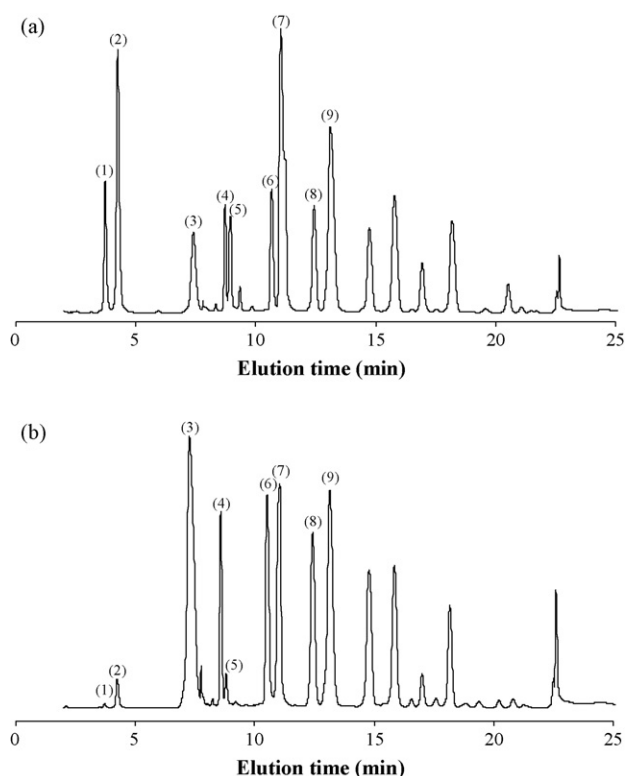 (a)
(1) (2) (3) (4) (5) (6) (7) (8) (9)
0 5 10 15 20 25
Elution time (min)
(b)
(1) (2) (3) (4) (5) (6) (7) (8) (9)
0 5 10 15 20 25
Elution time (min)